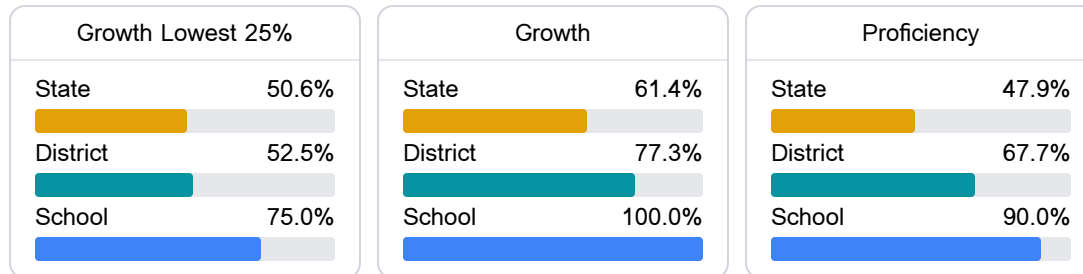 Growth Lowest 25%
State 50.6%
District 52.5%
School 75.0%
Growth
State 61.4%
District 77.3%
School 100.0%
Proficiency
State 47.9%
District 67.7%
School 90.0%